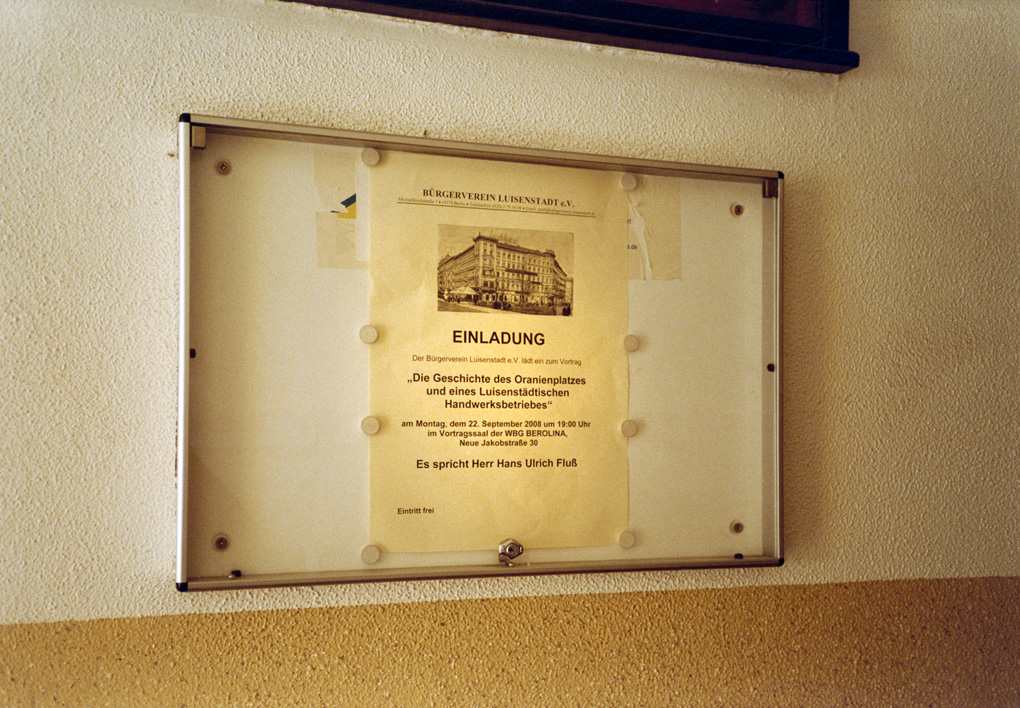 BÜRGERVEREIN LUISENSTADT e.V.
EINLADUNG
Der Bürgerverein Luisenstadt e.V. lädt ein zum Vortrag
„Die Geschichte des Oranienplatzes
und eines Luisenstädtischen
Handwerksbetriebes“
am Montag, dem 22. September 2008 um 19:00 Uhr
im Vortragssaal der WBG BEROLINA,
Neue Jakobstraße 30
Es spricht Herr Hans Ulrich Fluß
Eintritt frei